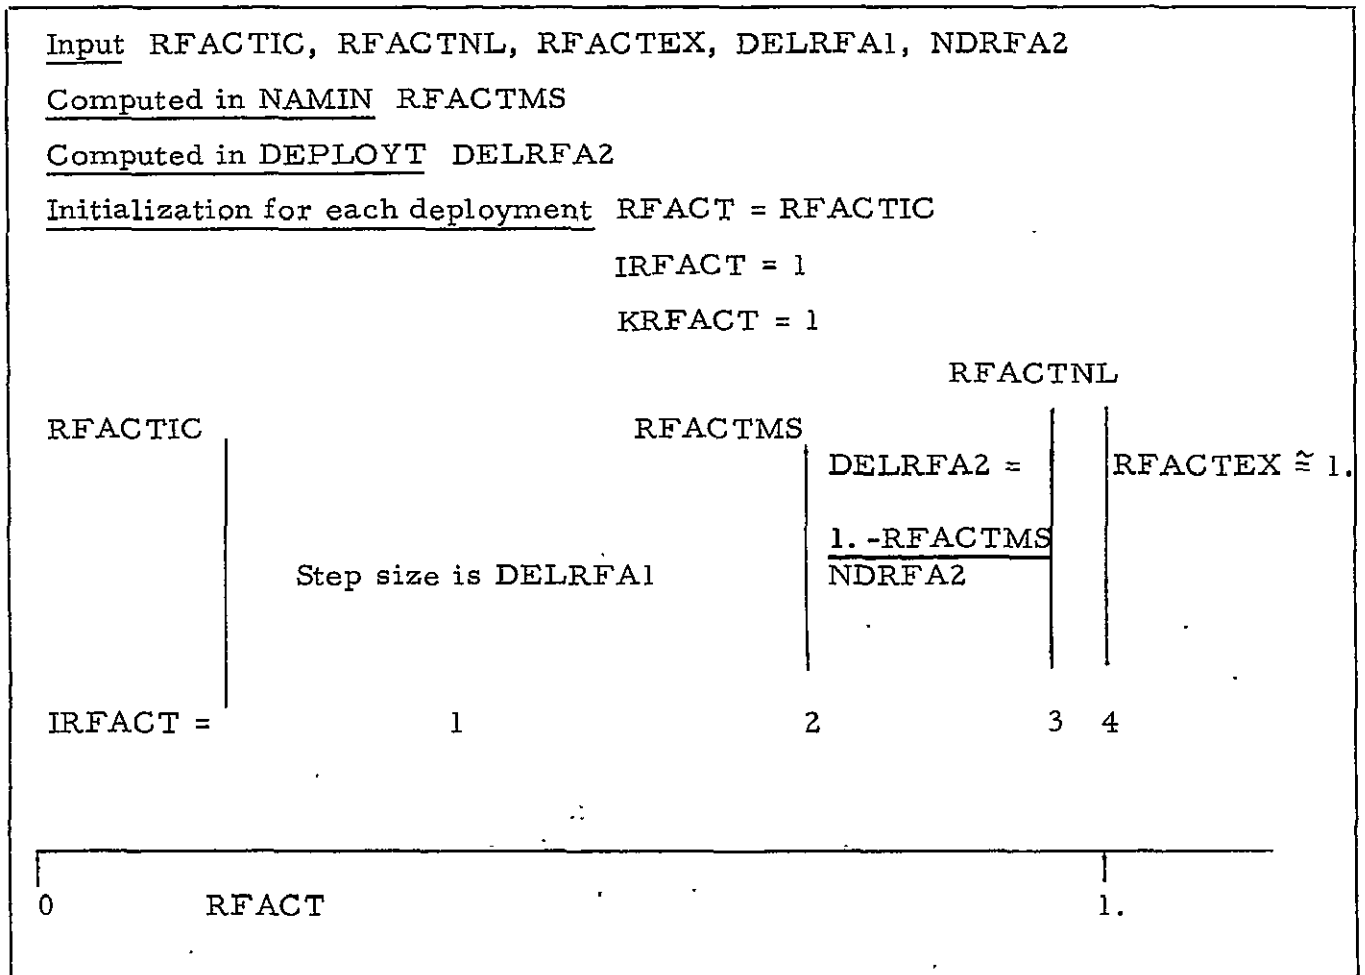 Input RFACTIC, RFACTNL, RFACTEX, DELRFA1, NDRFA2
Computed in NAMIN RFACTMS
Computed in DEPLOYT DELRFA2
Initialization for each deployment RFACT = RFACTIC
IRFACT = 1
KRFACT = 1
RFACTNL
RFACTIC
RFACTMS
DELRFA2 =
RFACTEX ≅ 1.
1. -RFACTMS
NDRFA2
Step size is DELRFA1
IRFACT = 1 2 3 4
0 RFACT 1.